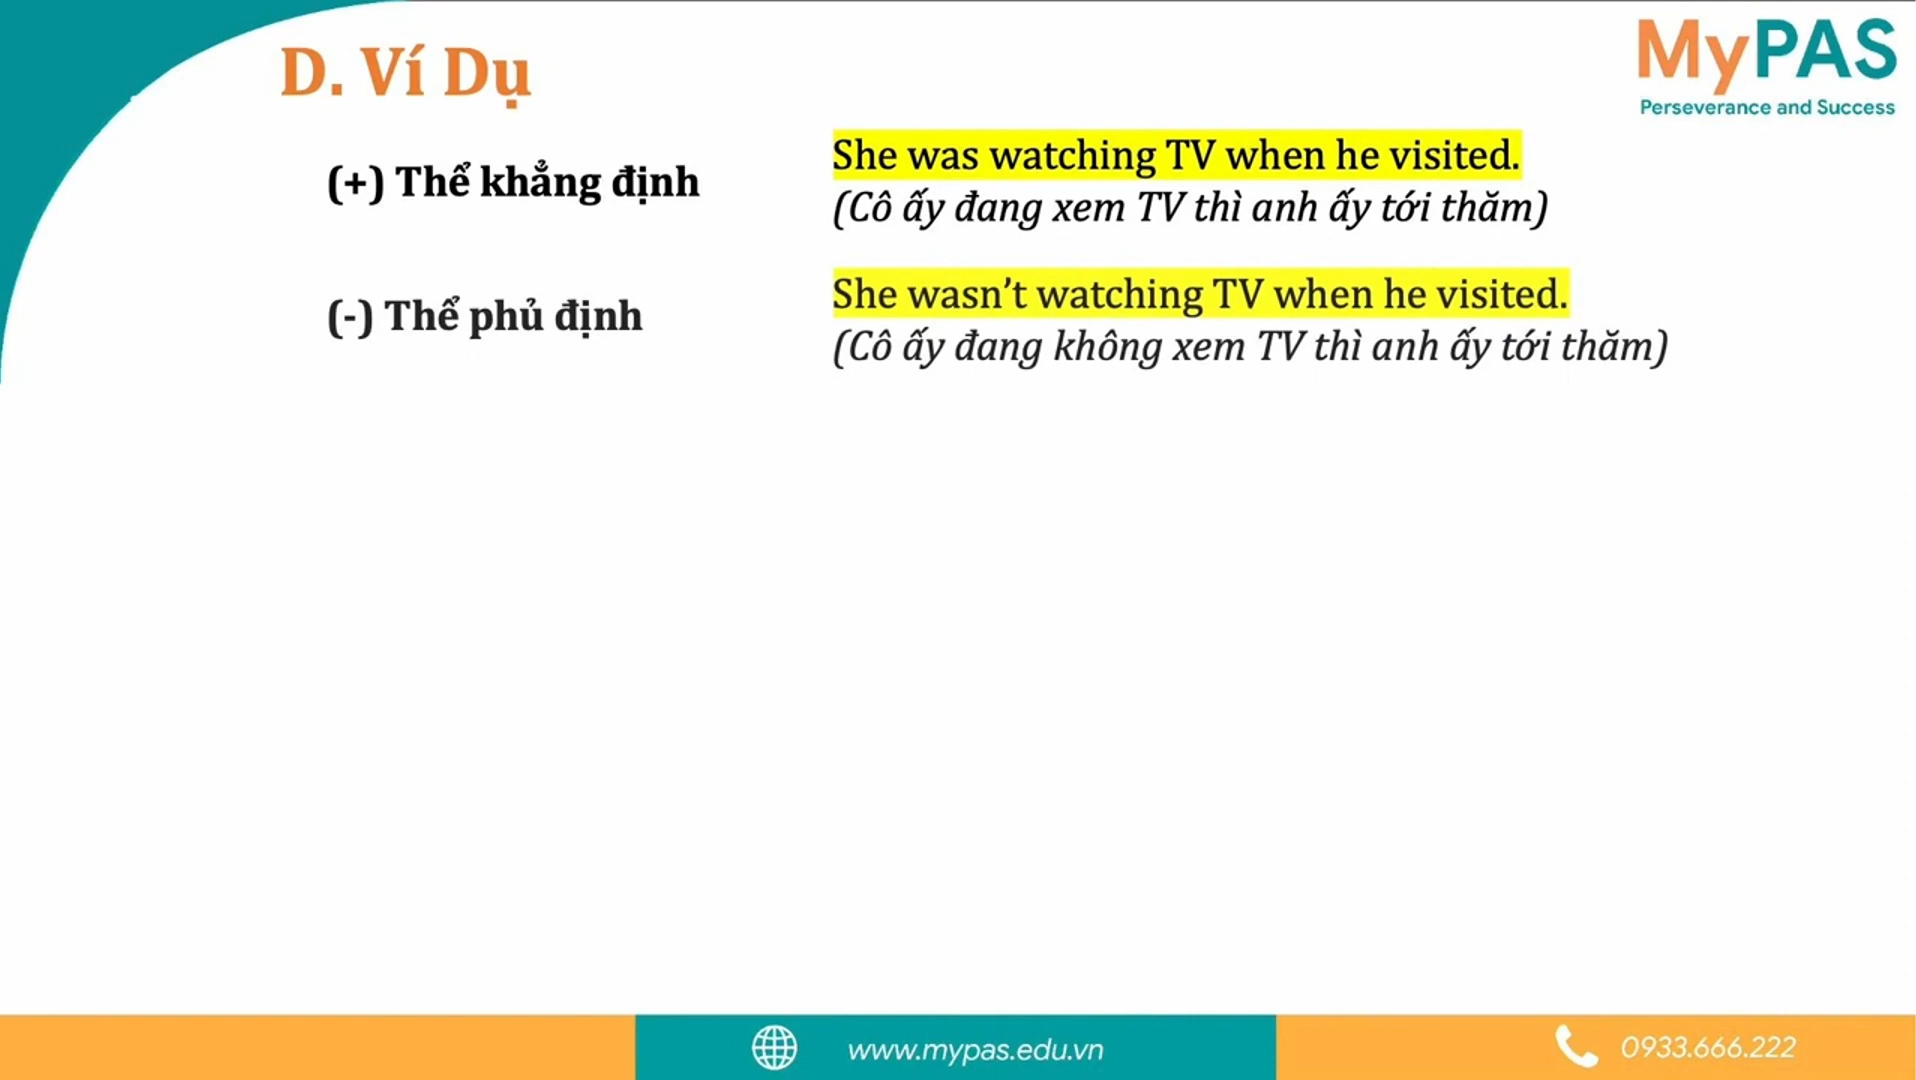 D. Ví Dụ
MyPAS
Perseverance and Success
(+) Thể khẳng định
She was watching TV when he visited.
(Cô ấy đang xem TV thì anh ấy tới thăm)
(-) Thể phủ định
She wasn’t watching TV when he visited.
(Cô ấy đang không xem TV thì anh ấy tới thăm)
www.mypas.edu.vn
0933.666.222